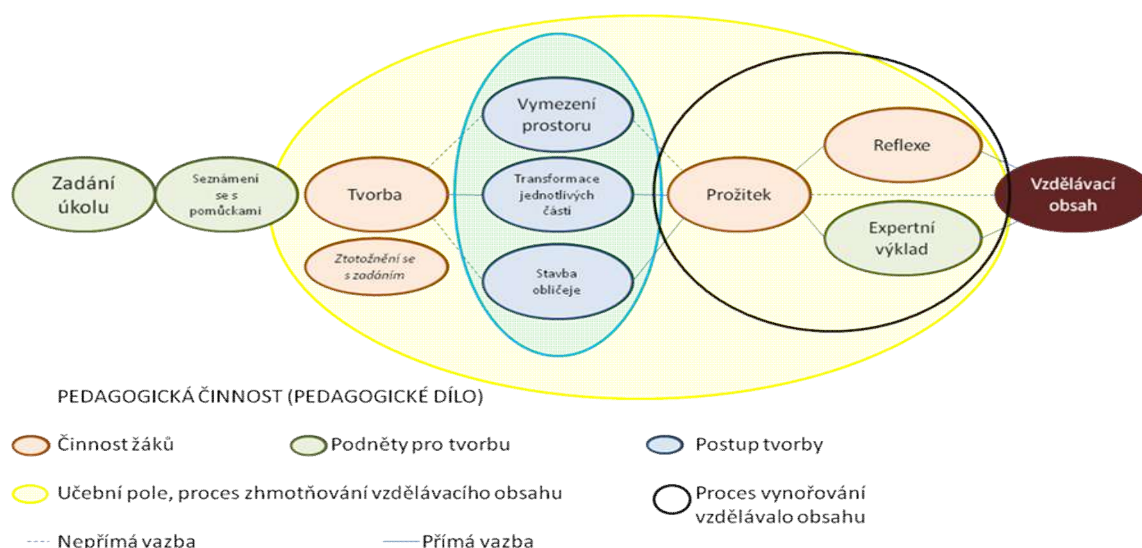 Zadání
úkolu
Seznámení
se s
pomůckami
Tvorba
Ztotožnění se
s zadáním
Vymezení
prostoru
Transformace
jednotlivých
částí
Stavba
obličeje
Prožitek
Reflexe
Expertní
výklad
Vzdělávací
obsah
PEDAGOGICKÁ ČINNOST (PEDAGOGICKÉ DÍLO)
Činnost žáků
Podněty pro tvorbu
Postup tvorby
Učební pole, proces zhmotňování vzdělávacího obsahu
Proces vynořování
vzdělávalo obsahu
Nepřímá vazba
Přímá vazba